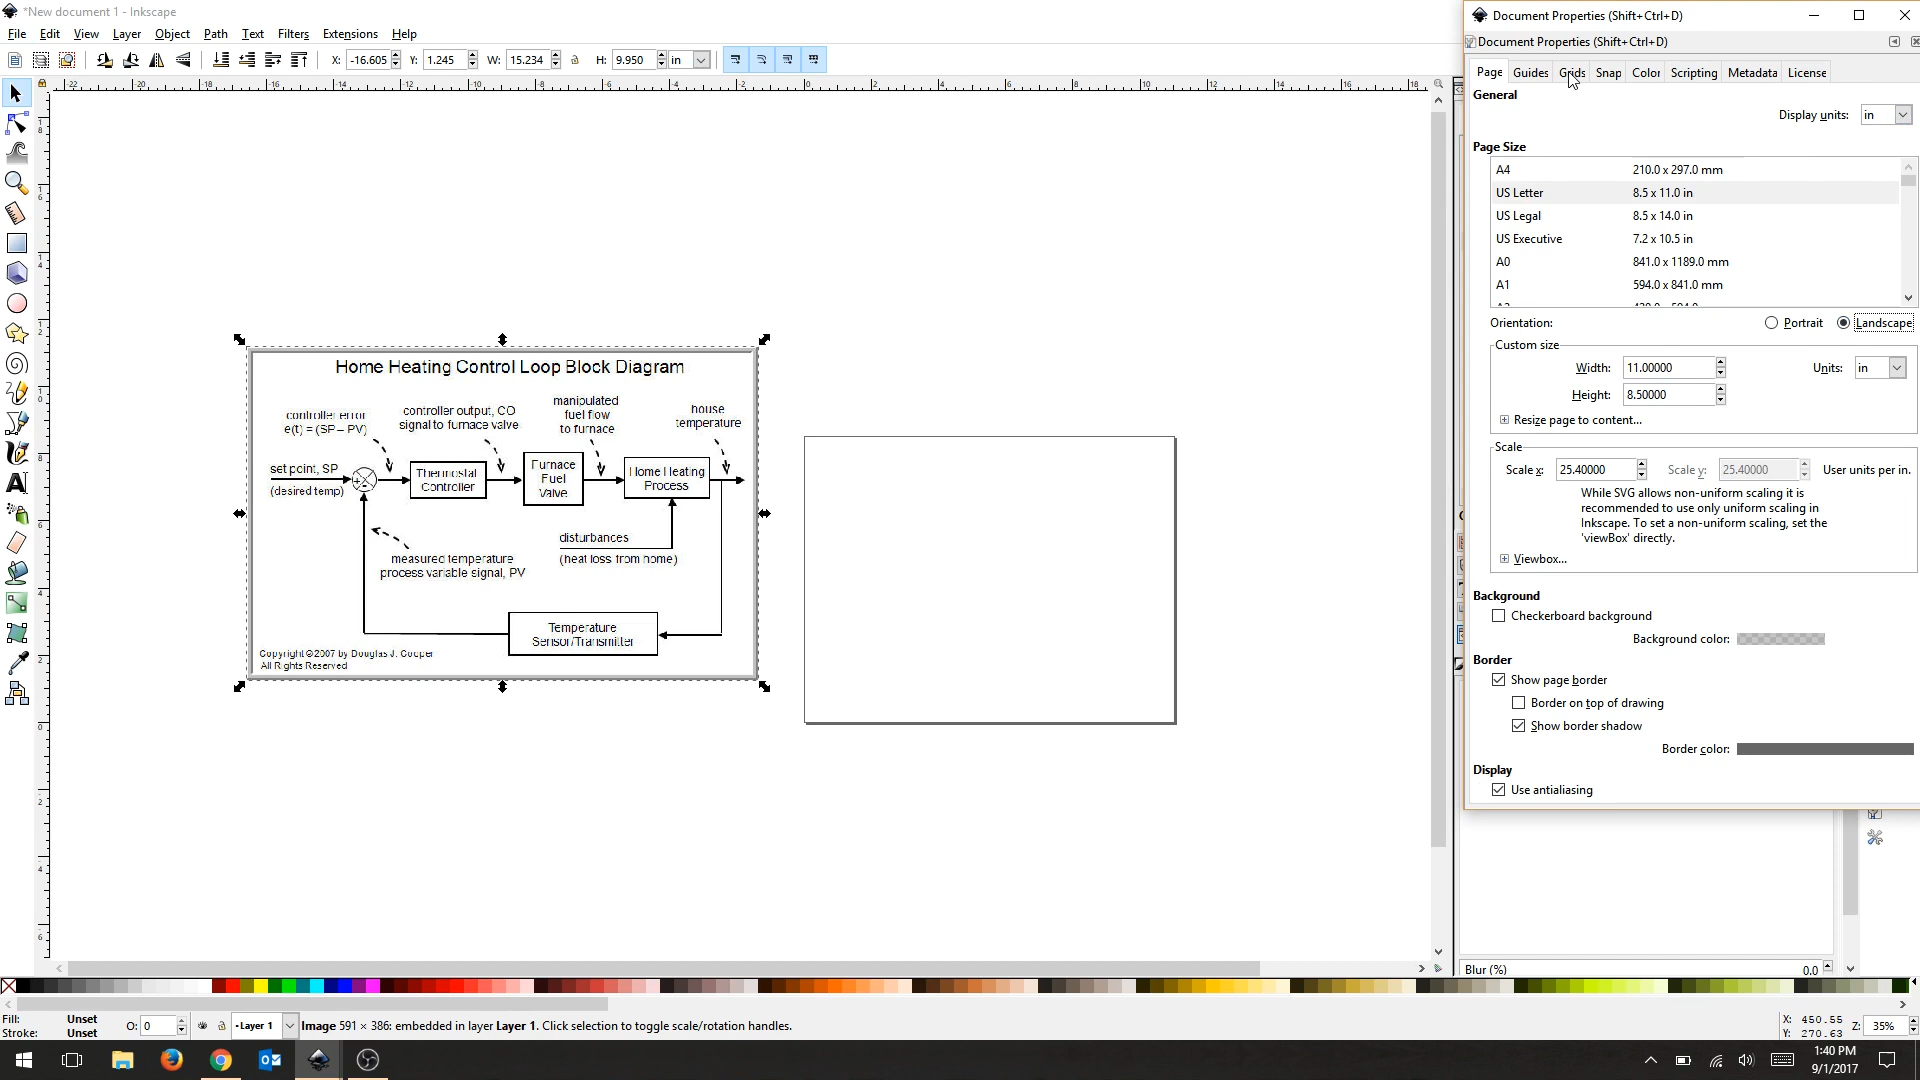 *New document 1 - Inkscape
File Edit View Layer Object Path Text Filters Extensions Help
X: -16.605 Y: 1.245 W: 15.234 H: 9.950 in
Home Heating Control Loop Block Diagram
controller error
e(t) = (SP – PV)
controller output, CO
signal to furnace valve
manipulated
fuel flow
to furnace
house
temperature
set point, SP
(desired temp)
Thermostat
Controller
Furnace
Fuel
Valve
Home Heating
Process
disturbances
(heat loss from home)
measured temperature
process variable signal, PV
Temperature
Sensor/Transmitter
Copyright ©2007 by Douglas J. Cooper
All Rights Reserved
Document Properties (Shift+Ctrl+D)
Document Properties (Shift+Ctrl+D)
Page Guides Grids Snap Color Scripting Metadata License
General
Display units: in
Page Size
A4 210.0 x 297.0 mm
US Letter 8.5 x 11.0 in
US Legal 8.5 x 14.0 in
US Executive 7.2 x 10.5 in
A0 841.0 x 1189.0 mm
A1 594.0 x 841.0 mm
Orientation: Portrait Landscape
Custom size
Width: 11.00000 Units: in
Height: 8.50000
Resize page to content...
Scale
Scale x: 25.40000 Scale y: 25.40000 User units per in.
While SVG allows non-uniform scaling it is
recommended to use only uniform scaling in
Inkscape. To set a non-uniform scaling, set the
'viewBox' directly.
Viewbox...
Background
Checkerboard background
Background color:
Border
Show page border
Border on top of drawing
Show border shadow
Border color:
Display
Use antialiasing
Blur (%) 0.0
Fill: Unset
Stroke: Unset
O: 0
Layer 1
Image 591 × 386: embedded in layer Layer 1. Click selection to toggle scale/rotation handles.
X: 450.55
Y: 270.63
Z: 35%
1:40 PM
9/1/2017